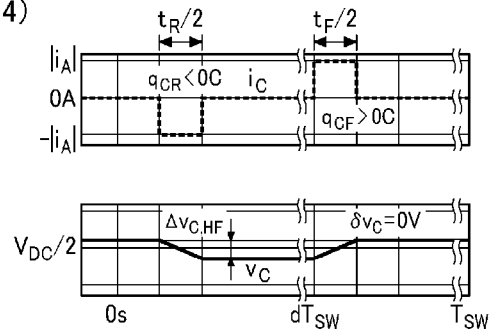 4)
t_R/2 t_F/2
|i_A|
q_CR<0C i_C
0A
q_CF>0C
-|i_A|
Δv_C,HF δv_C=0V
V_DC/2
v_C
0s dT_SW T_SW